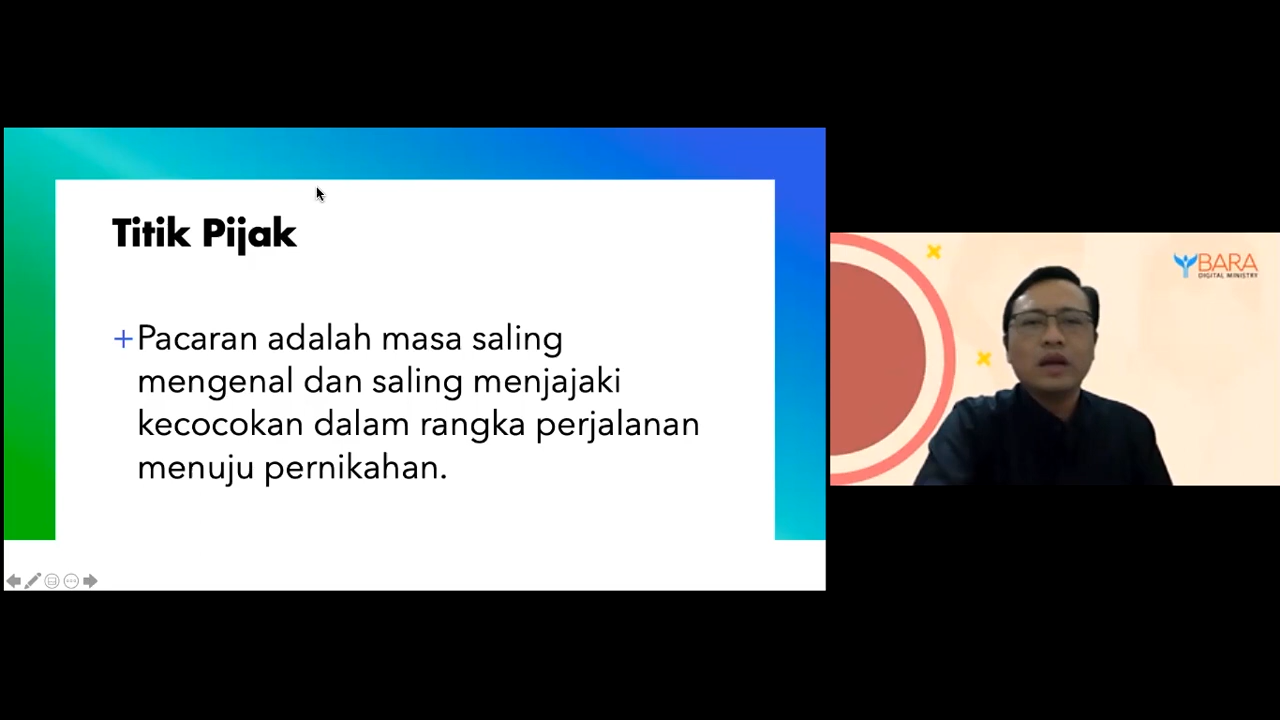 Titik Pijak
+Pacaran adalah masa saling
mengenal dan saling menjajaki
kecocokan dalam rangka perjalanan
menuju pernikahan.
BARA
DIGITAL MINISTRY